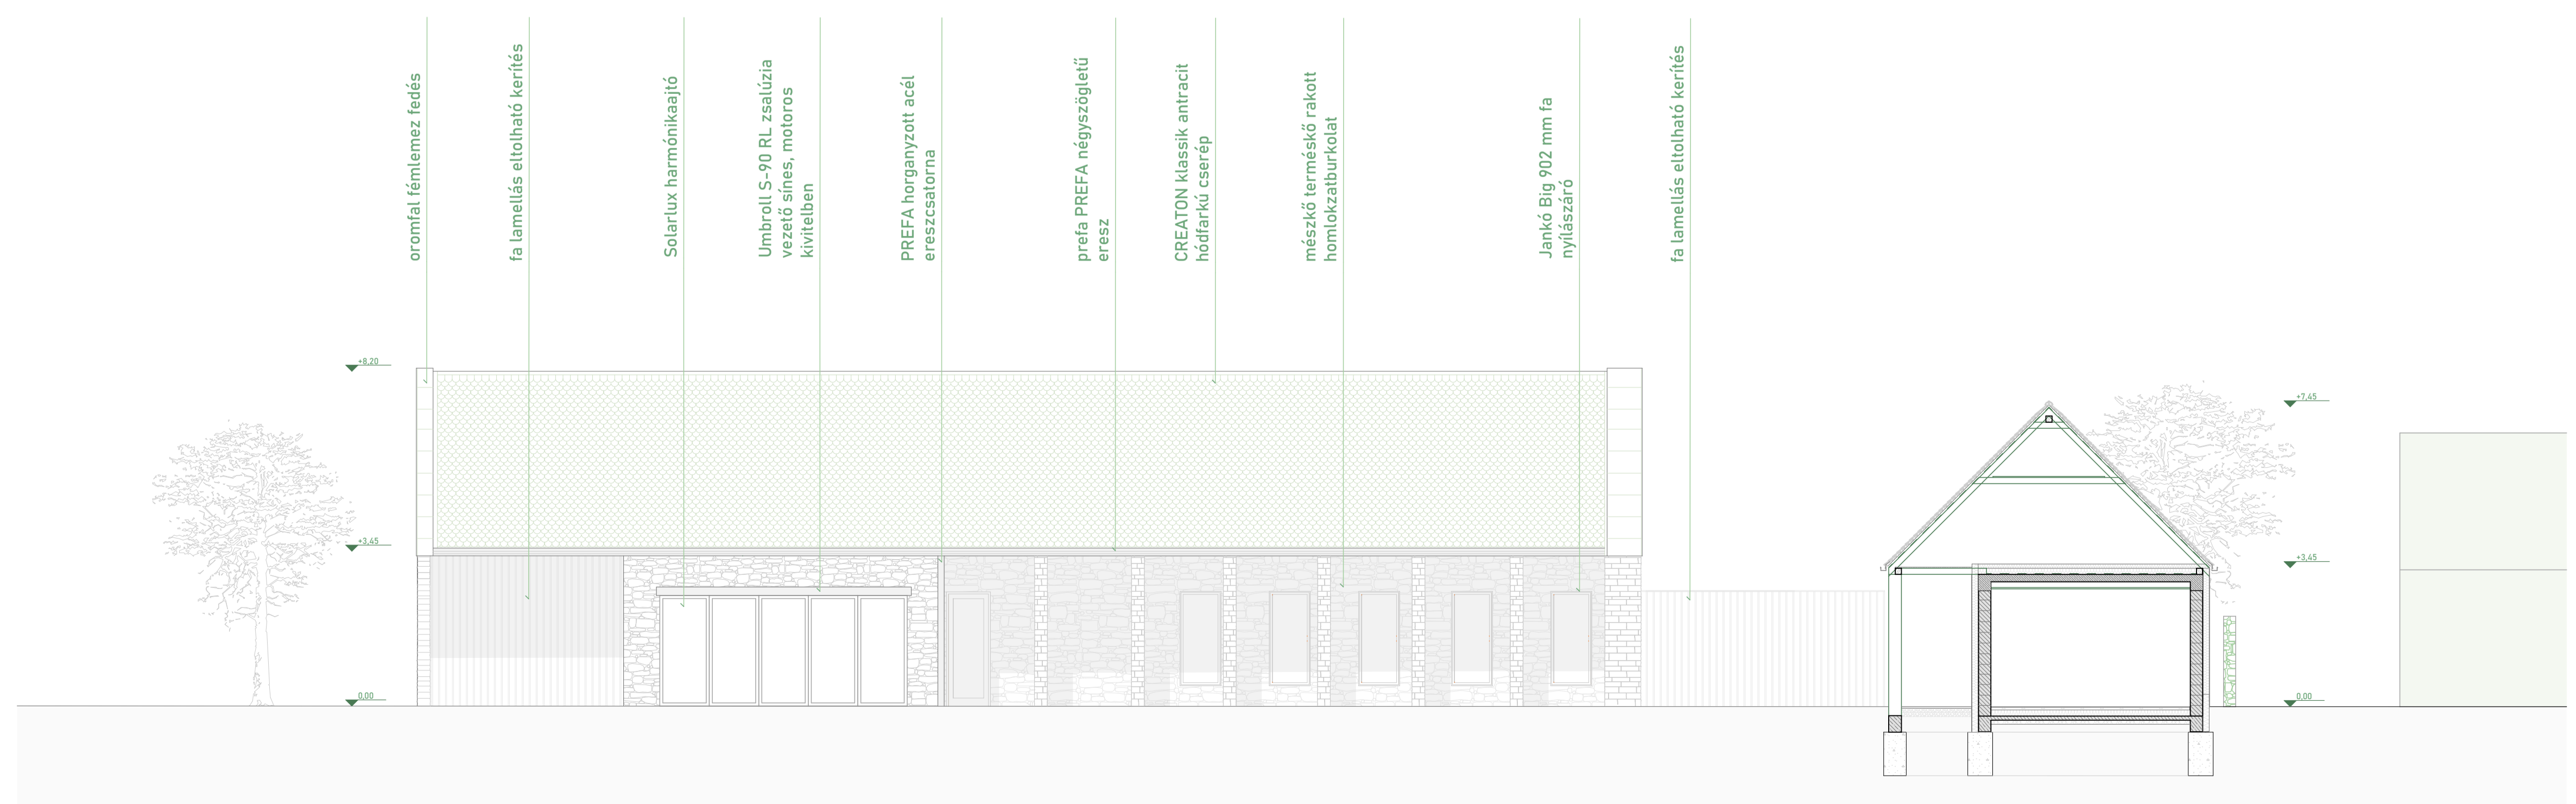 oromfal fémlemez fedés
fa lamellás eltolható kerítés
Solarlux harmónikaajtó
Umbroll S-90 RL zsalúzia
vezető sínes, motoros
kivitelben
PREFA horganyzott acél
ereszcsatorna
prefa PREFA négyszögletű
eresz
CREATON klassik antracit
hódfarkú cserép
mészkő terméskő rakott
homlokzatburkolat
Jankó Big 902 mm fa
nyílászáró
fa lamellás eltolható kerítés
+8,20
+3,45
0,00
+7,45
+3,45
0,00